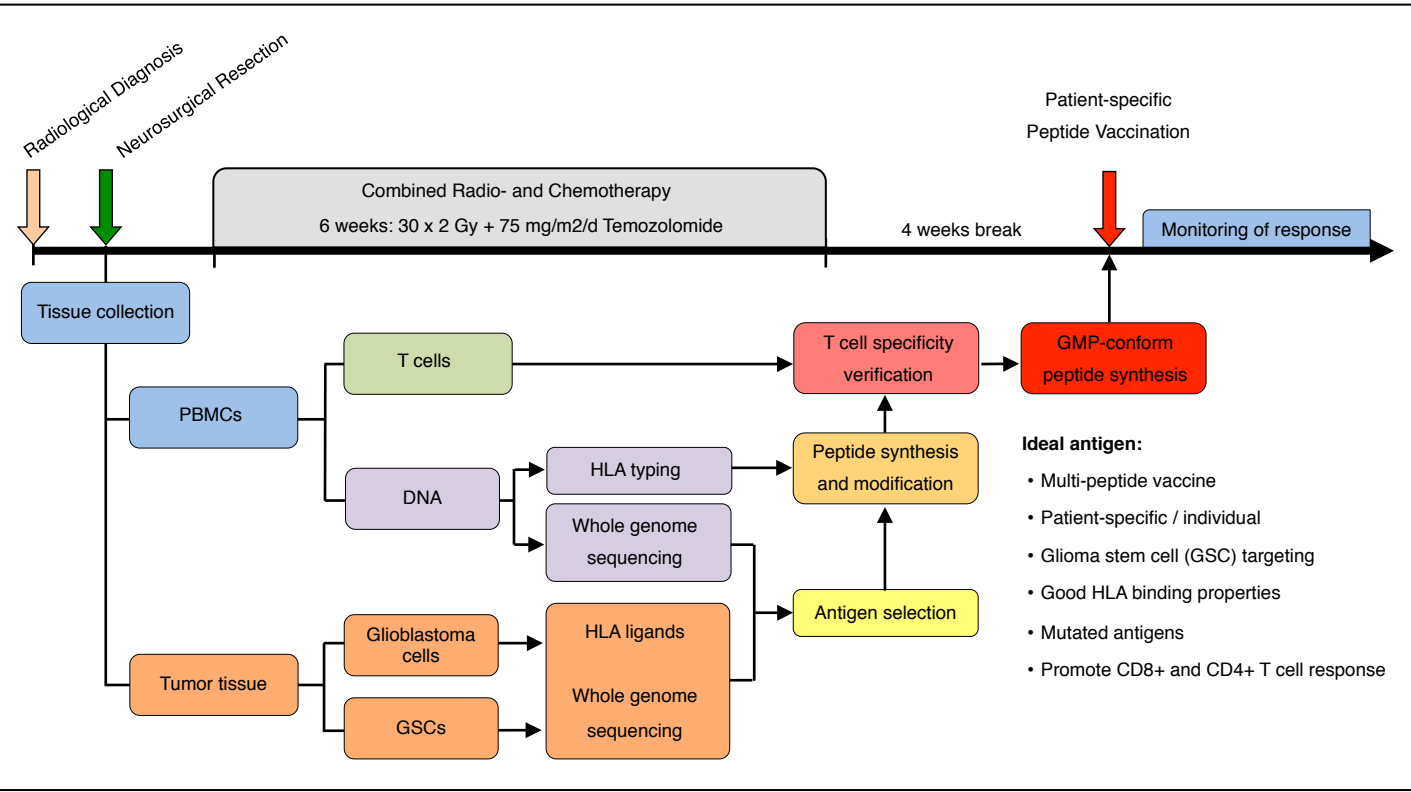 Radiological Diagnosis
Neurosurgical Resection
Patient-specific
Peptide Vaccination
Combined Radio- and Chemotherapy
6 weeks: 30 x 2 Gy + 75 mg/m2/d Temozolomide
4 weeks break
Monitoring of response
Tissue collection
PBMCs
T cells
DNA
HLA typing
Whole genome
sequencing
Tumor tissue
Glioblastoma
cells
GSCs
HLA ligands
Whole genome
sequencing
Antigen selection
Peptide synthesis
and modification
T cell specificity
verification
GMP-conform
peptide synthesis
Ideal antigen:
• Multi-peptide vaccine
• Patient-specific / individual
• Glioma stem cell (GSC) targeting
• Good HLA binding properties
• Mutated antigens
• Promote CD8+ and CD4+ T cell response